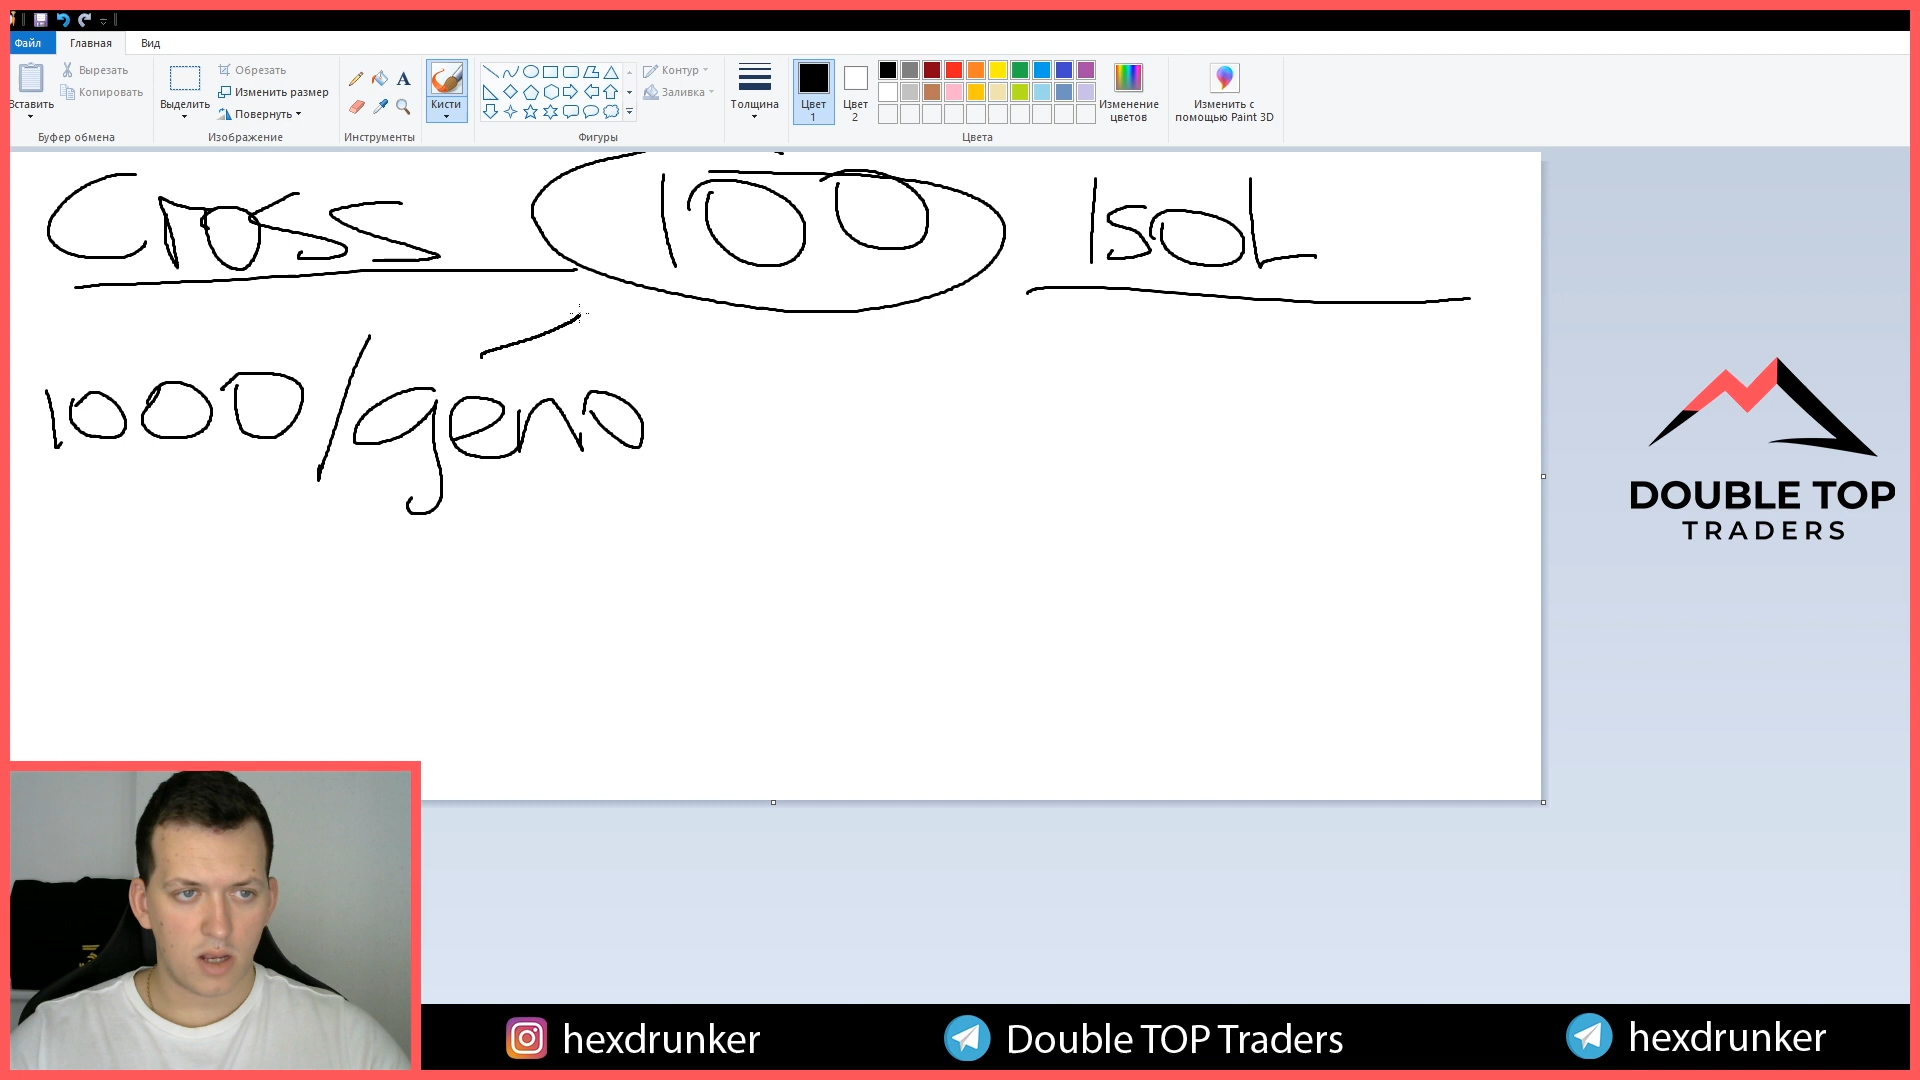 Файл Главная Вид
Вставить
Вырезать
Копировать
Буфер обмена
Выделить
Обрезать
Изменить размер
Повернуть
Изображение
A
Инструменты
Кисти
Контур
Заливка
Фигуры
Толщина
Цвет 1
Цвет 2
Цвета
Изменение цветов
Изменить с помощью Paint 3D
Cross 100 Isol
1000/geno
DOUBLE TOP
TRADERS
hexdrunker Double TOP Traders hexdrunker